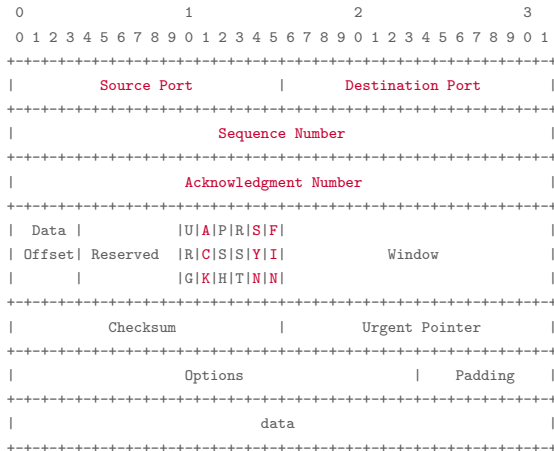 0                   1                   2                   3
 0 1 2 3 4 5 6 7 8 9 0 1 2 3 4 5 6 7 8 9 0 1 2 3 4 5 6 7 8 9 0 1
+-+-+-+-+-+-+-+-+-+-+-+-+-+-+-+-+-+-+-+-+-+-+-+-+-+-+-+-+-+-+-+-+
|          Source Port          |       Destination Port        |
+-+-+-+-+-+-+-+-+-+-+-+-+-+-+-+-+-+-+-+-+-+-+-+-+-+-+-+-+-+-+-+-+
|                        Sequence Number                        |
+-+-+-+-+-+-+-+-+-+-+-+-+-+-+-+-+-+-+-+-+-+-+-+-+-+-+-+-+-+-+-+-+
|                    Acknowledgment Number                      |
+-+-+-+-+-+-+-+-+-+-+-+-+-+-+-+-+-+-+-+-+-+-+-+-+-+-+-+-+-+-+-+-+
|  Data |           |U|A|P|R|S|F|                               |
| Offset| Reserved  |R|C|S|S|Y|I|            Window             |
|       |           |G|K|H|T|N|N|                               |
+-+-+-+-+-+-+-+-+-+-+-+-+-+-+-+-+-+-+-+-+-+-+-+-+-+-+-+-+-+-+-+-+
|           Checksum            |         Urgent Pointer        |
+-+-+-+-+-+-+-+-+-+-+-+-+-+-+-+-+-+-+-+-+-+-+-+-+-+-+-+-+-+-+-+-+
|                    Options                    |    Padding    |
+-+-+-+-+-+-+-+-+-+-+-+-+-+-+-+-+-+-+-+-+-+-+-+-+-+-+-+-+-+-+-+-+
|                             data                              |
+-+-+-+-+-+-+-+-+-+-+-+-+-+-+-+-+-+-+-+-+-+-+-+-+-+-+-+-+-+-+-+-+